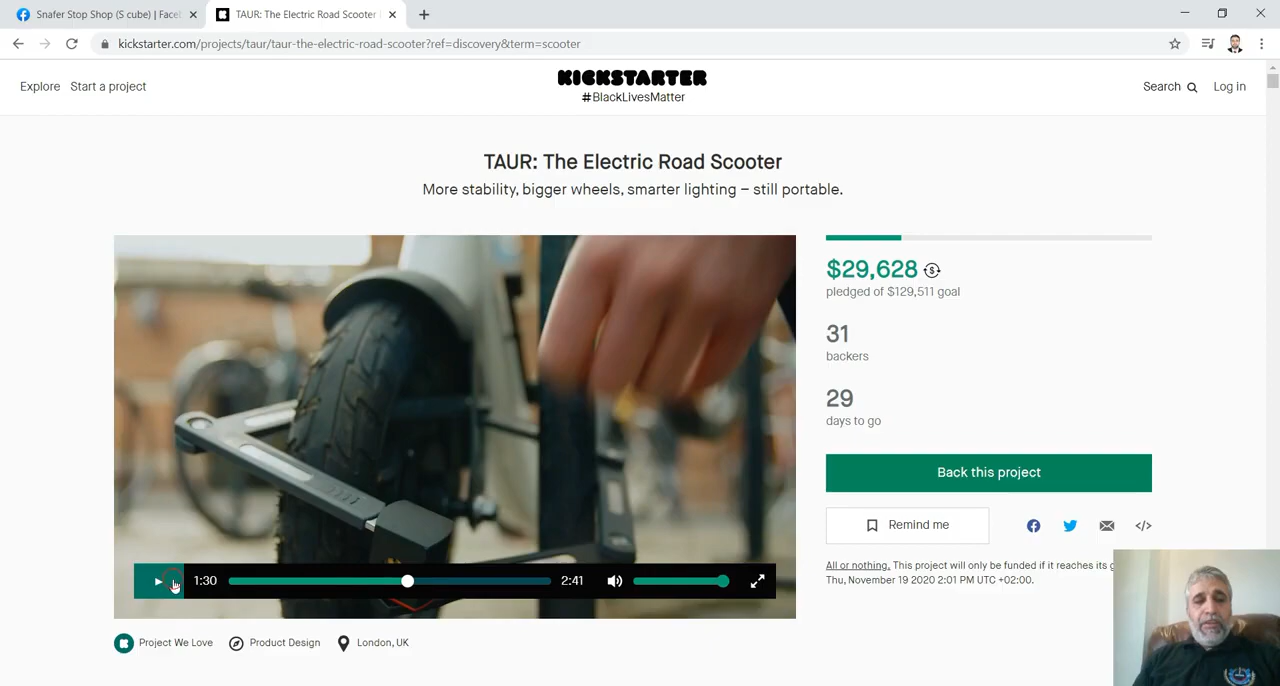 Snafer Stop Shop (S cube) | Facel
TAUR: The Electric Road Scooter
kickstarter.com/projects/taur/taur-the-electric-road-scooter?ref=discovery&term=scooter
Explore
Start a project
KICKSTARTER
#BlackLivesMatter
Search
Log in
TAUR: The Electric Road Scooter
More stability, bigger wheels, smarter lighting – still portable.
$29,628
pledged of $129,511 goal
31
backers
29
days to go
Back this project
Remind me
All or nothing. This project will only be funded if it reaches its g
Thu, November 19 2020 2:01 PM UTC +02:00.
1:30
2:41
Project We Love
Product Design
London, UK